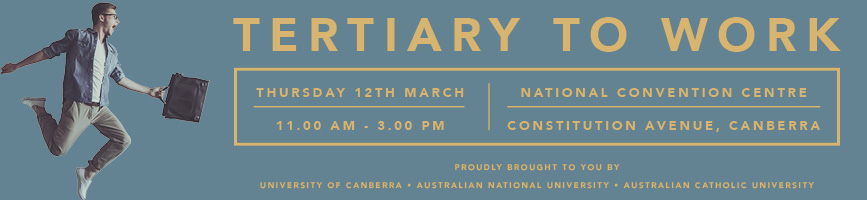 TERTIARY TO WORK
THURSDAY 12TH MARCH
11.00 AM - 3.00 PM
NATIONAL CONVENTION CENTRE
CONSTITUTION AVENUE, CANBERRA
PROUDLY BROUGHT TO YOU BY
UNIVERSITY OF CANBERRA • AUSTRALIAN NATIONAL UNIVERSITY • AUSTRALIAN CATHOLIC UNIVERSITY